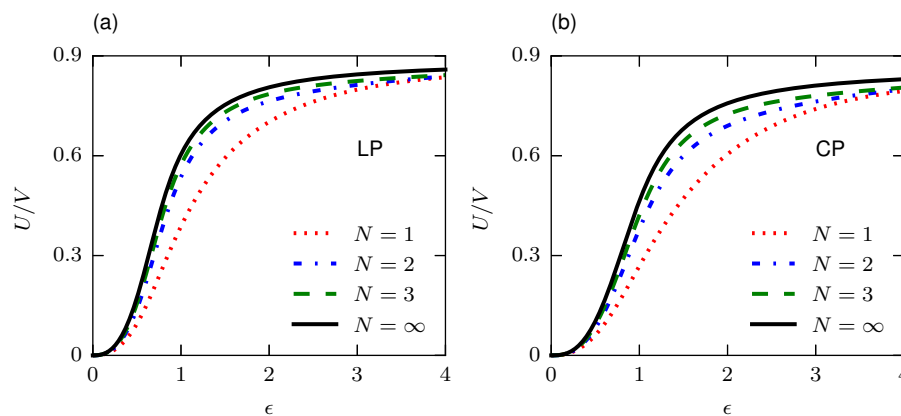 (a)
0.9
0.6
0.3
0
U/V
LP
N = 1
N = 2
N = 3
N = ∞
0 1 2 3 4
ϵ
(b)
0.9
0.6
0.3
0
U/V
CP
N = 1
N = 2
N = 3
N = ∞
0 1 2 3 4
ϵ